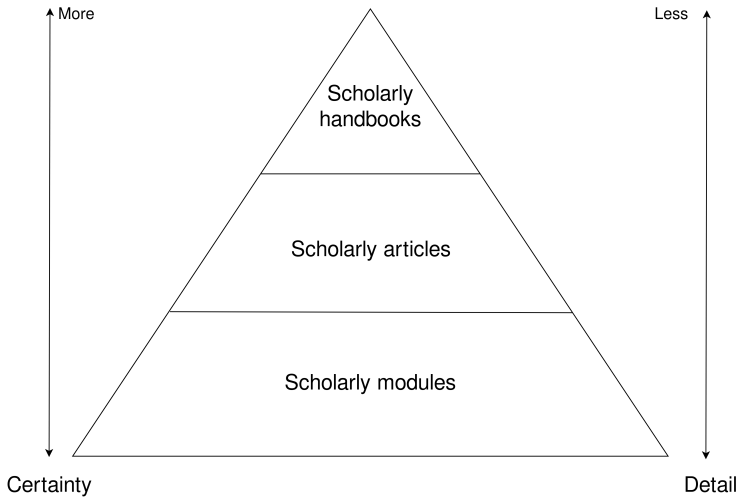 More
Less
Scholarly
handbooks
Scholarly articles
Scholarly modules
Certainty
Detail